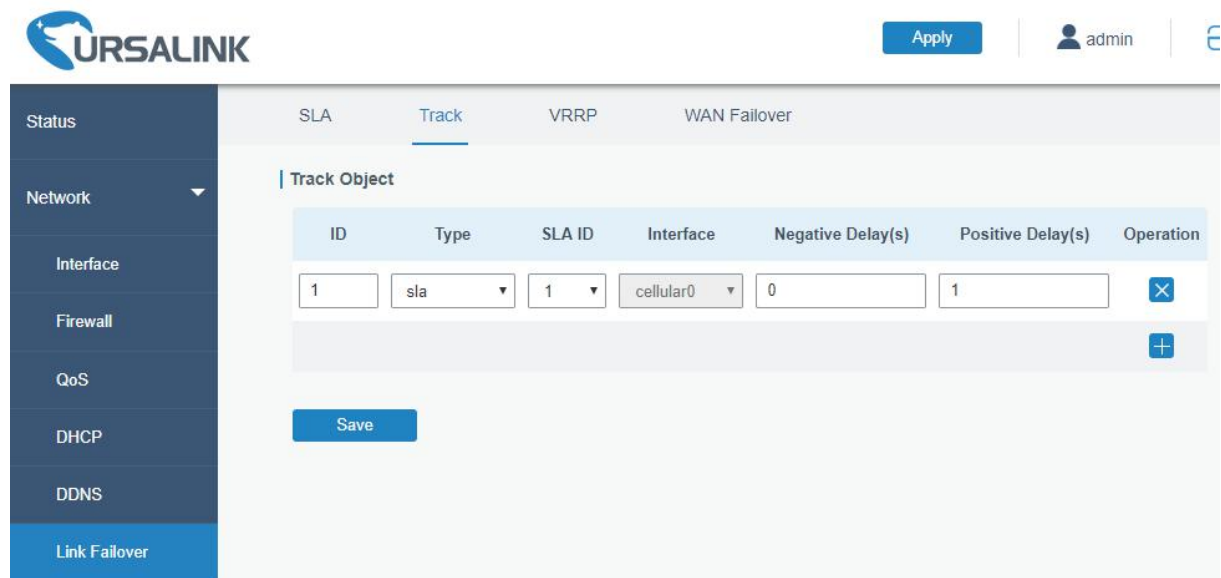 URSALINK
Apply
admin
Status
SLA Track VRRP WAN Failover
Track Object
Network
ID Type SLA ID Interface Negative Delay(s) Positive Delay(s) Operation
Interface
1 sla 1 cellular0 0 1
Firewall
QoS
Save
DHCP
DDNS
Link Failover